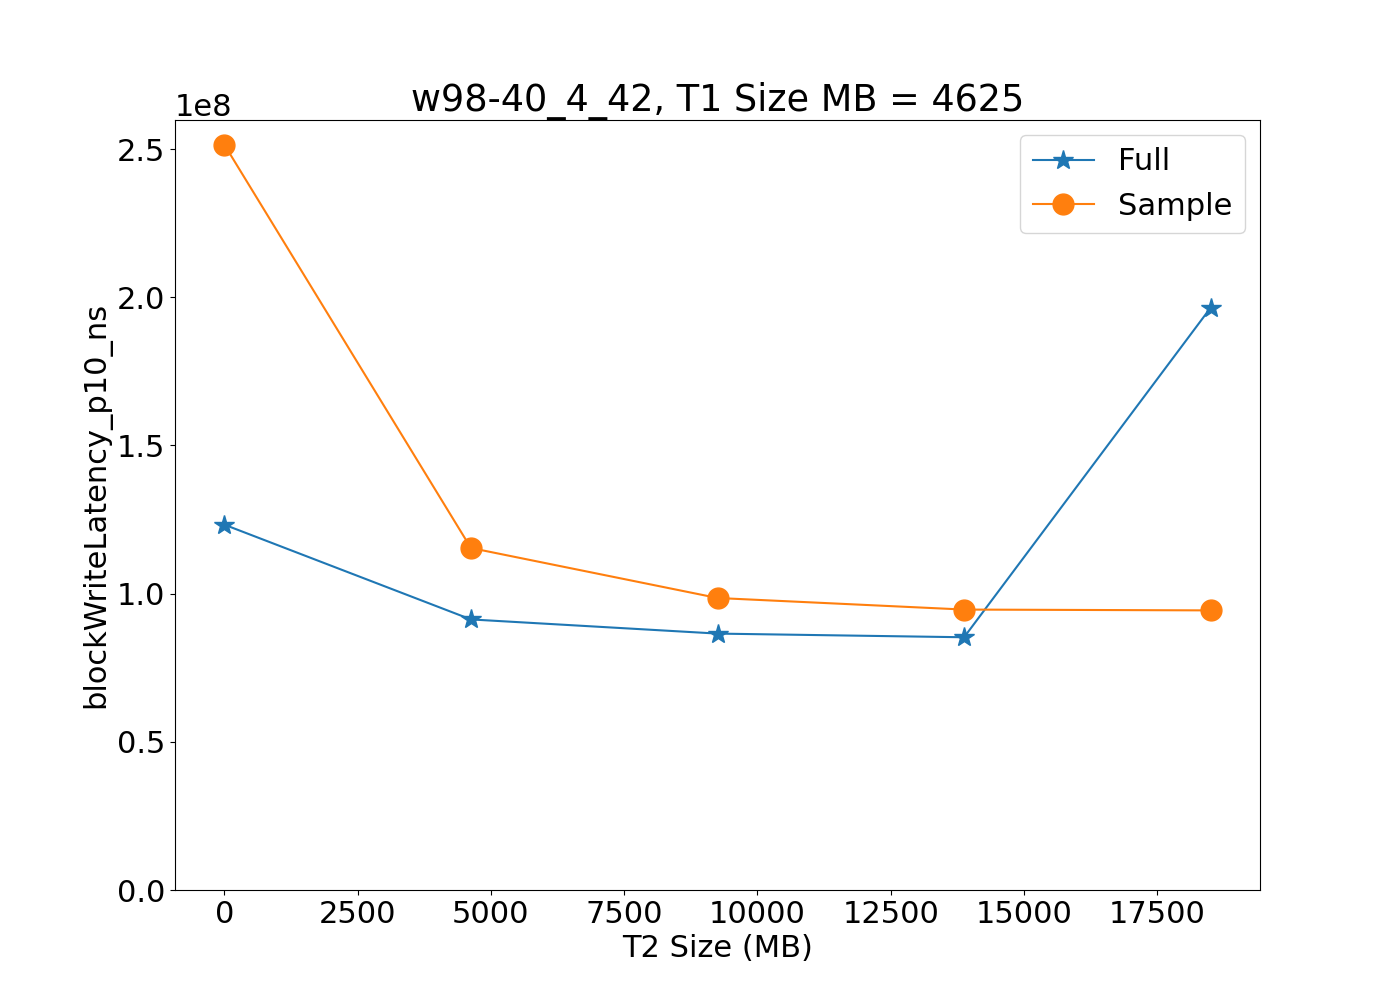 w98-40_4_42, T1 Size MB = 4625
1e8
Full
Sample
2.5
2.0
1.5
1.0
0.5
0.0
blockWriteLatency_p10_ns
0 2500 5000 7500 10000 12500 15000 17500
T2 Size (MB)